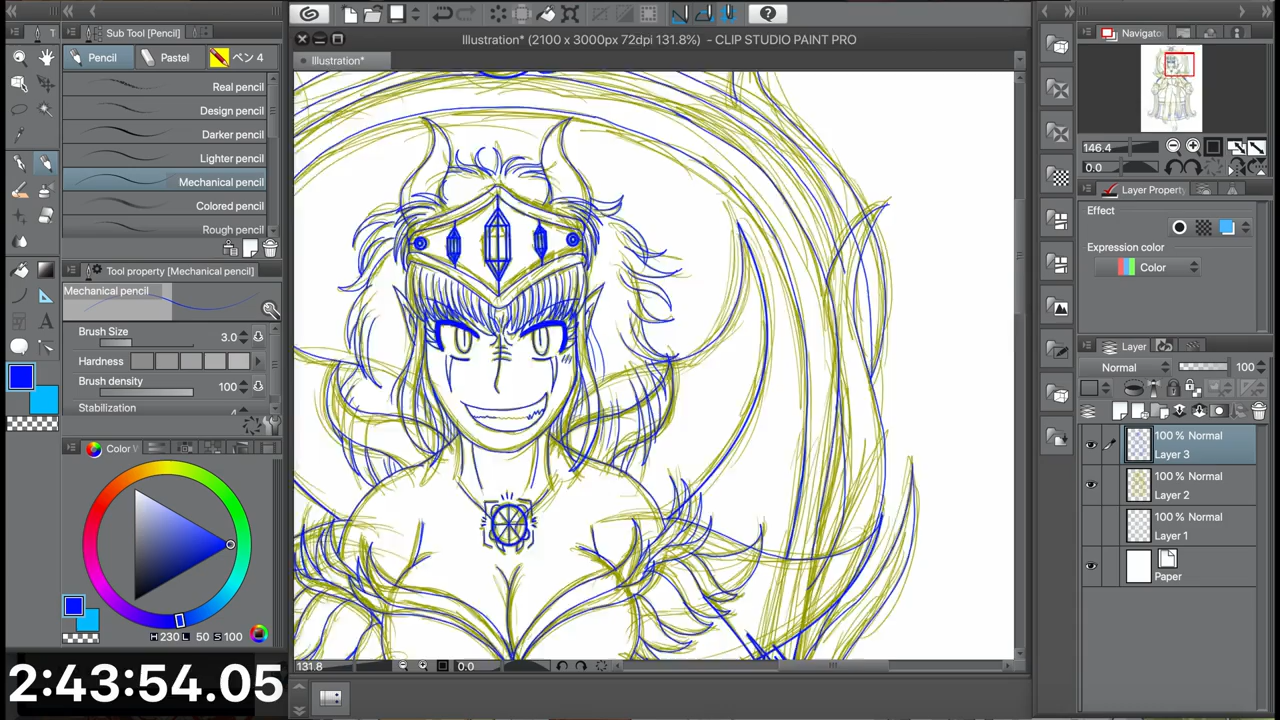 Sub Tool [Pencil]
Pencil
Pastel
ペン 4
Real pencil
Design pencil
Darker pencil
Lighter pencil
Mechanical pencil
Colored pencil
Rough pencil
Tool property [Mechanical pencil]
Mechanical pencil
Brush Size
3.0
Hardness
Brush density
100
Stabilization
H 230 L 50 S 100
2:43:54.05
Illustration* (2100 x 3000px 72dpi 131.8%) - CLIP STUDIO PAINT PRO
Illustration*
131.8
0.0
146.4
0.0
Layer Property
Effect
Expression color
Color
Layer
Normal
100
100 % Normal
Layer 3
100 % Normal
Layer 2
100 % Normal
Layer 1
Paper